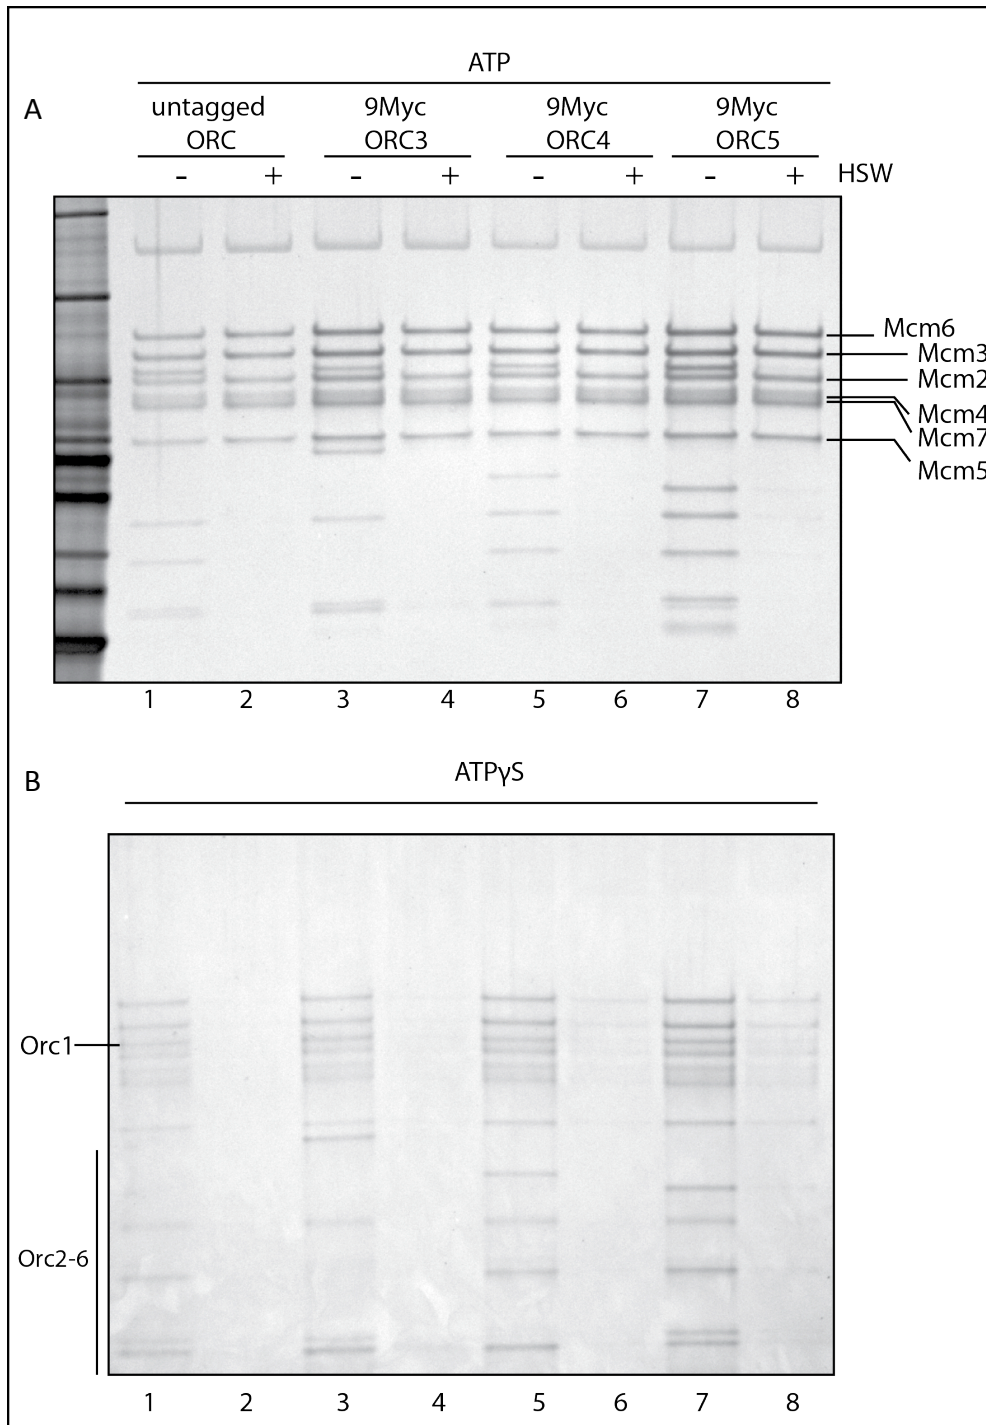 ATP
A
untagged ORC
9Myc ORC3
9Myc ORC4
9Myc ORC5
- + - + - + - + HSW
Mcm6
Mcm3
Mcm2
Mcm4
Mcm7
Mcm5
1 2 3 4 5 6 7 8
B
ATPγS
Orc1
Orc2-6
1 2 3 4 5 6 7 8